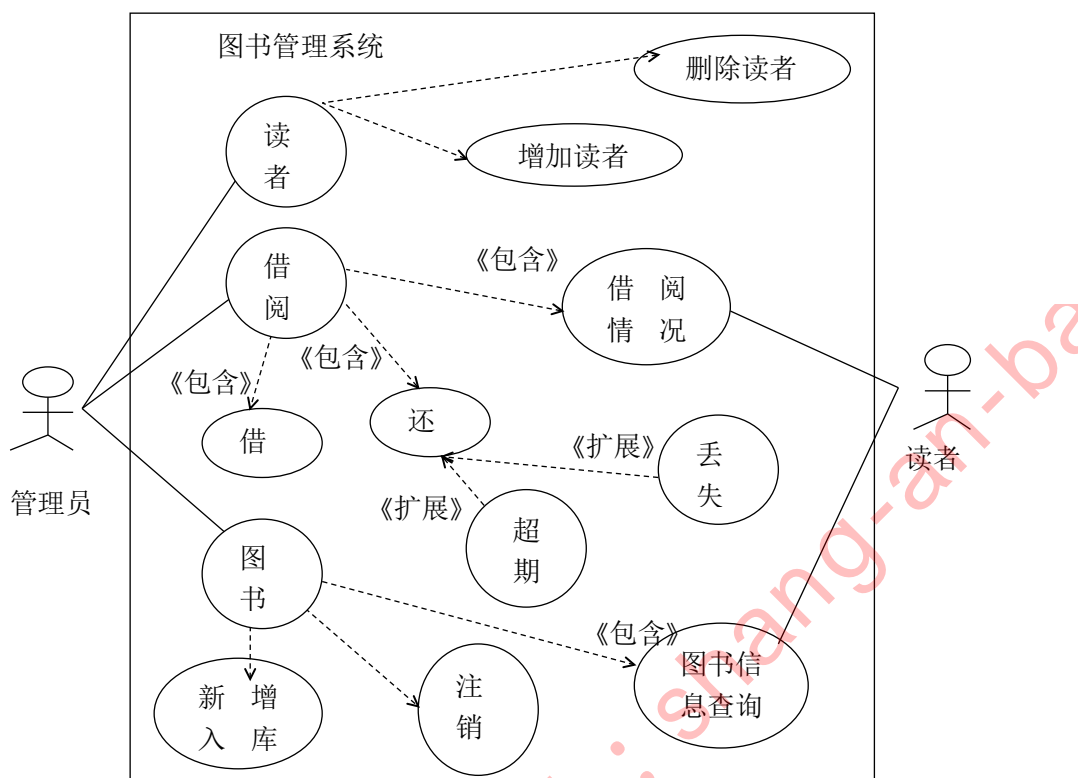 图书管理系统
删除读者
读
者
增加读者
借
阅
《包含》
借 阅
情 况
《包含》
《包含》
借
还
《扩展》
丢
失
管理员
读者
《扩展》
超
期
图
书
《包含》
新 增
入 库
注
销
图书信
息查询
: shang-an-ba